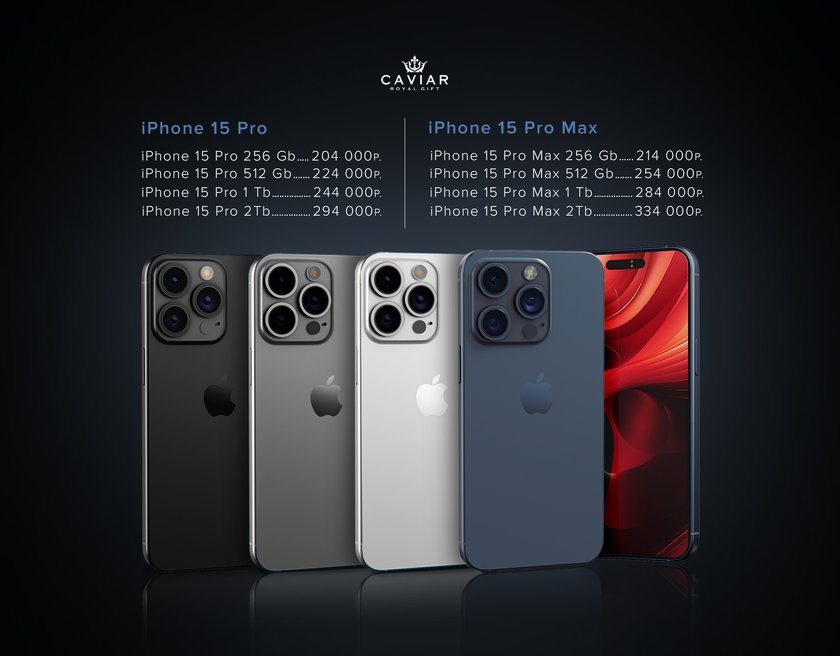 CAVIAR
ROYAL GIFT
iPhone 15 Pro
iPhone 15 Pro 256 Gb.....204 000р.
iPhone 15 Pro 512 Gb.......224 000р.
iPhone 15 Pro 1 Tb................244 000р.
iPhone 15 Pro 2Tb................294 000р.
iPhone 15 Pro Max
iPhone 15 Pro Max 256 Gb......214 000р.
iPhone 15 Pro Max 512 Gb.......254 000р.
iPhone 15 Pro Max 1 Tb................284 000р.
iPhone 15 Pro Max 2Tb................334 000р.